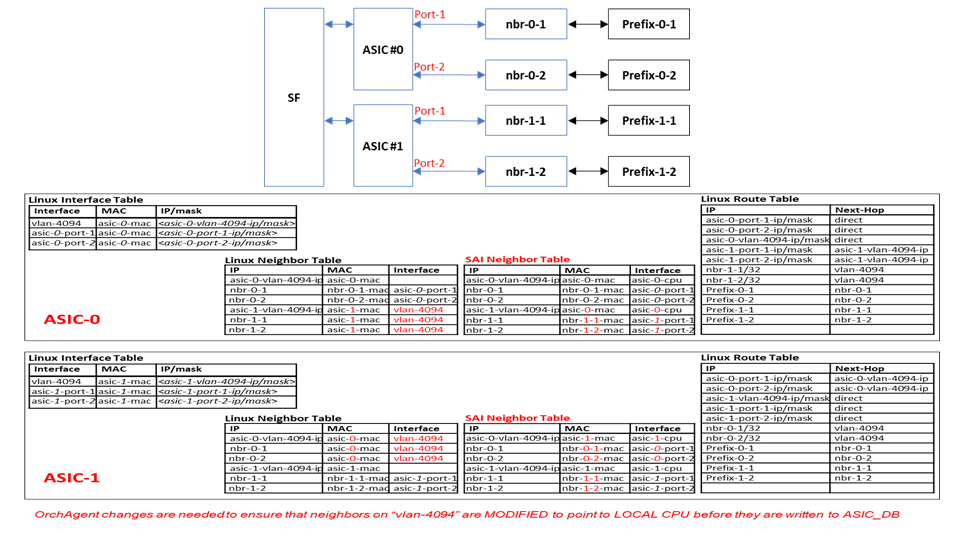 Port-1
nbr-0-1 Prefix-0-1
ASIC #0
Port-2
nbr-0-2 Prefix-0-2
SF
Port-1
nbr-1-1 Prefix-1-1
ASIC #1
Port-2
nbr-1-2 Prefix-1-2
Linux Interface Table
Interface MAC IP/mask
vlan-4094 asic-0-mac <asic-0-vlan-4094-ip/mask>
asic-0-port-1 asic-0-mac <asic-0-port-1-ip/mask>
asic-0-port-2 asic-0-mac <asic-0-port-2-ip/mask>
Linux Neighbor Table
IP MAC Interface
asic-0-vlan-4094-ip asic-0-mac
nbr-0-1 nbr-0-1-mac asic-0-port-1
nbr-0-2 nbr-0-2-mac asic-0-port-2
asic-1-vlan-4094-ip asic-1-mac vlan-4094
nbr-1-1 asic-1-mac vlan-4094
nbr-1-2 asic-1-mac vlan-4094
SAI Neighbor Table
IP MAC Interface
asic-0-vlan-4094-ip asic-0-mac asic-0-cpu
nbr-0-1 nbr-0-1-mac asic-0-port-1
nbr-0-2 nbr-0-2-mac asic-0-port-2
asic-1-vlan-4094-ip asic-0-mac asic-0-cpu
nbr-1-1 nbr-1-1-mac asic-1-port-1
nbr-1-2 nbr-1-2-mac asic-1-port-2
Linux Route Table
IP Next-Hop
asic-0-port-1-ip/mask direct
asic-0-port-2-ip/mask direct
asic-0-vlan-4094-ip/mask direct
asic-1-port-1-ip/mask asic-1-vlan-4094-ip
asic-1-port-2-ip/mask asic-1-vlan-4094-ip
nbr-1-1/32 vlan-4094
nbr-1-2/32 vlan-4094
Prefix-0-1 nbr-0-1
Prefix-0-2 nbr-0-2
Prefix-1-1 nbr-1-1
Prefix-1-2 nbr-1-2
ASIC-0
Linux Interface Table
Interface MAC IP/mask
vlan-4094 asic-1-mac <asic-1-vlan-4094-ip/mask>
asic-1-port-1 asic-1-mac <asic-1-port-1-ip/mask>
asic-1-port-2 asic-1-mac <asic-1-port-2-ip/mask>
Linux Neighbor Table
IP MAC Interface
asic-0-vlan-4094-ip asic-0-mac vlan-4094
nbr-0-1 asic-0-mac vlan-4094
nbr-0-2 asic-0-mac vlan-4094
asic-1-vlan-4094-ip asic-1-mac
nbr-1-1 nbr-1-1-mac asic-1-port-1
nbr-1-2 nbr-1-2-mac asic-1-port-2
SAI Neighbor Table
IP MAC Interface
asic-0-vlan-4094-ip asic-1-mac asic-1-cpu
nbr-0-1 nbr-0-1-mac asic-0-port-1
nbr-0-2 nbr-0-2-mac asic-0-port-2
asic-1-vlan-4094-ip asic-1-mac asic-1-cpu
nbr-1-1 nbr-1-1-mac asic-1-port-1
nbr-1-2 nbr-1-2-mac asic-1-port-2
Linux Route Table
IP Next-Hop
asic-0-port-1-ip/mask asic-0-vlan-4094-ip
asic-0-port-2-ip/mask asic-0-vlan-4094-ip
asic-1-vlan-4094-ip/mask direct
asic-1-port-1-ip/mask direct
asic-1-port-2-ip/mask direct
nbr-0-1/32 vlan-4094
nbr-0-2/32 vlan-4094
Prefix-0-1 nbr-0-1
Prefix-0-2 nbr-0-2
Prefix-1-1 nbr-1-1
Prefix-1-2 nbr-1-2
ASIC-1
OrchAgent changes are needed to ensure that neighbors on “vlan-4094” are MODIFIED to point to LOCAL CPU before they are written to ASIC_DB